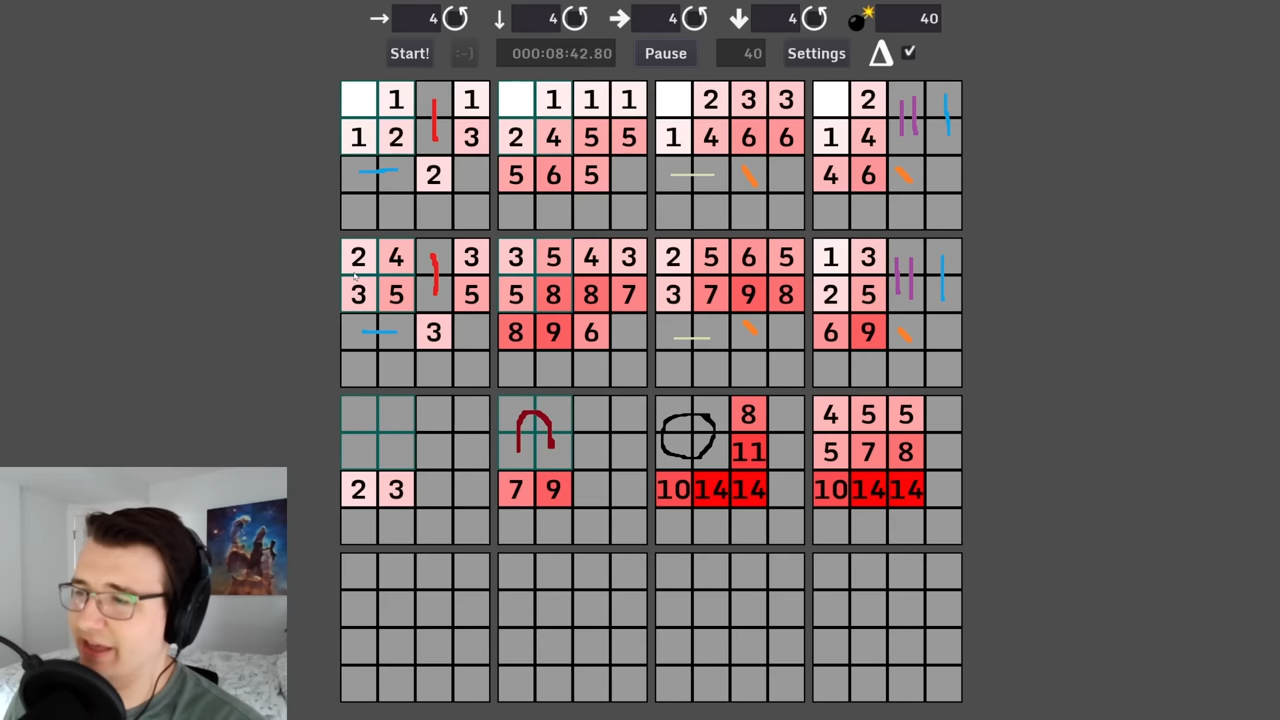 → 4 ↓ 4 → 4 ↓ 4 40
Start! :-) 000:08:42.80 Pause 40 Settings Δ
1 1 1 1 1 2 3 3 2
1 2 3 2 4 5 5 1 4 6 6 1 4
2 5 6 5 4 6
2 4 3 3 5 4 3 2 5 6 5 1 3
3 5 5 5 8 8 7 3 7 9 8 2 5
3 8 9 6 6 9
8 4 5 5
11 5 7 8
2 3 7 9 10 14 14 10 14 14